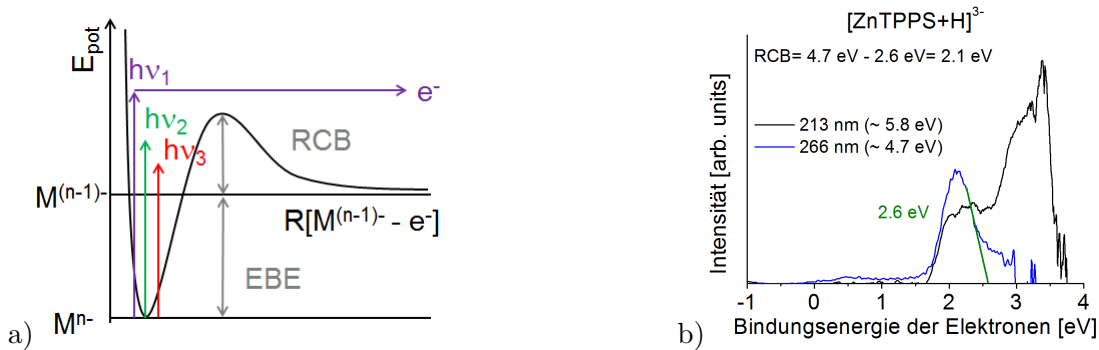 E_pot
hν₁
e⁻
hν₂
hν₃
RCB
M⁽ⁿ⁻¹⁾⁻
R[M⁽ⁿ⁻¹⁾⁻ - e⁻]
EBE
Mⁿ⁻
a)
[ZnTPPS+H]³⁻
RCB= 4.7 eV - 2.6 eV= 2.1 eV
213 nm (~ 5.8 eV)
266 nm (~ 4.7 eV)
2.6 eV
Intensität [arb. units]
-1 0 1 2 3 4
Bindungsenergie der Elektronen [eV]
b)